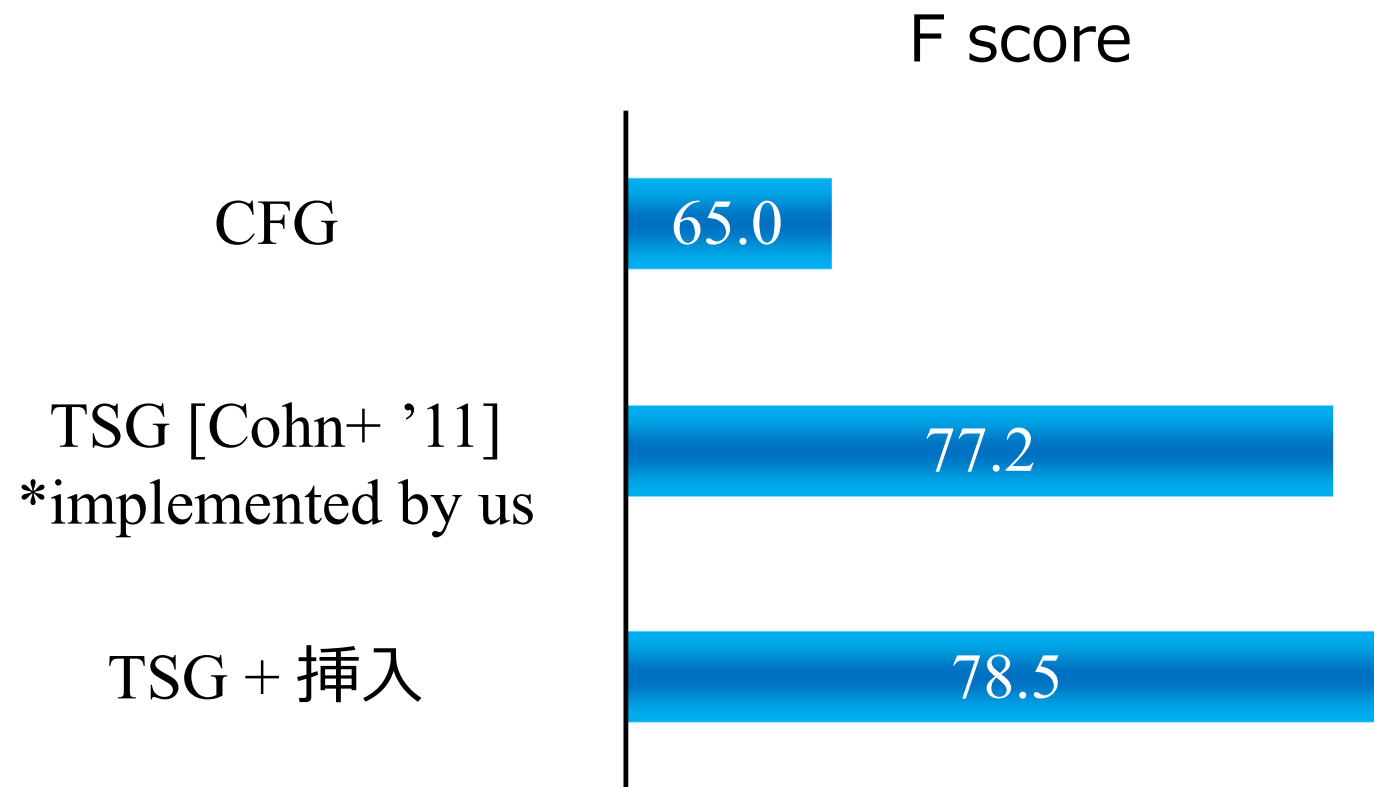 F score
CFG
65.0
TSG [Cohn+ ’11]
*implemented by us
77.2
TSG + 挿入
78.5